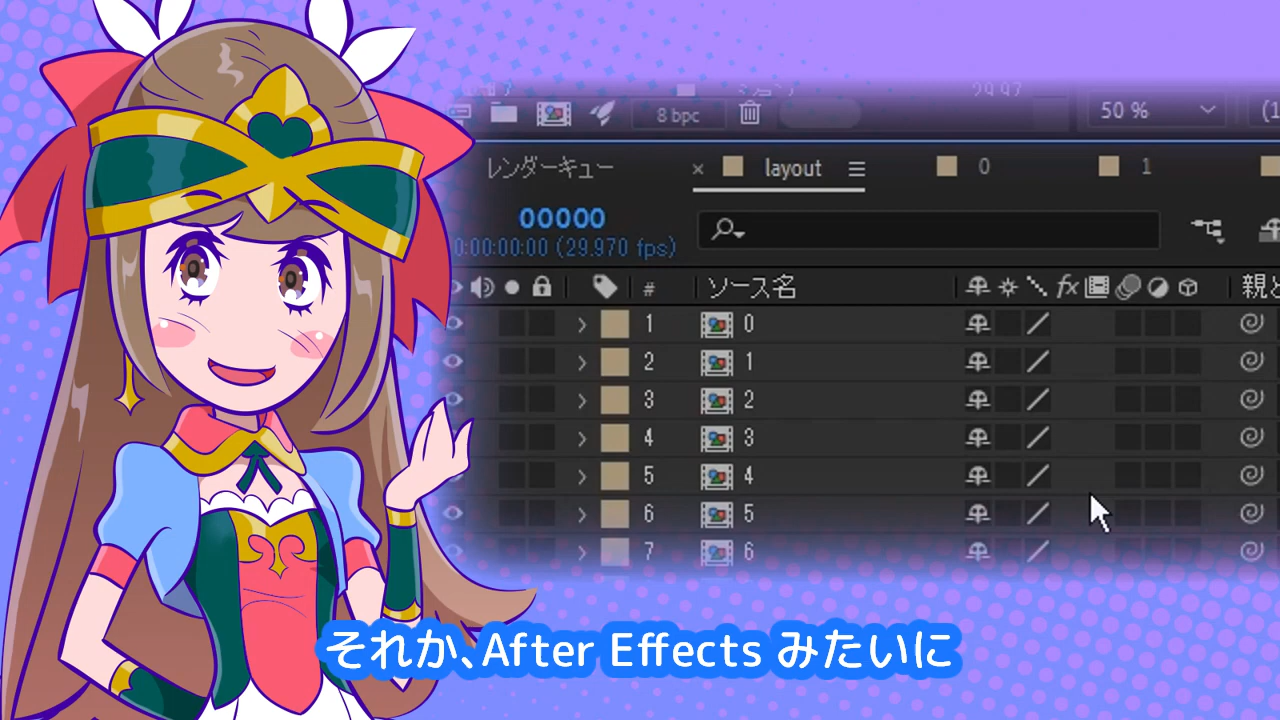 8 bpc
50 %
レンダーキュー
× layout
0
1
00000
0:00:00:00 (29.970 fps)
#
ソース名
fx
1 0
2 1
3 2
4 3
5 4
6 5
7 6
それか、After Effects みたいに